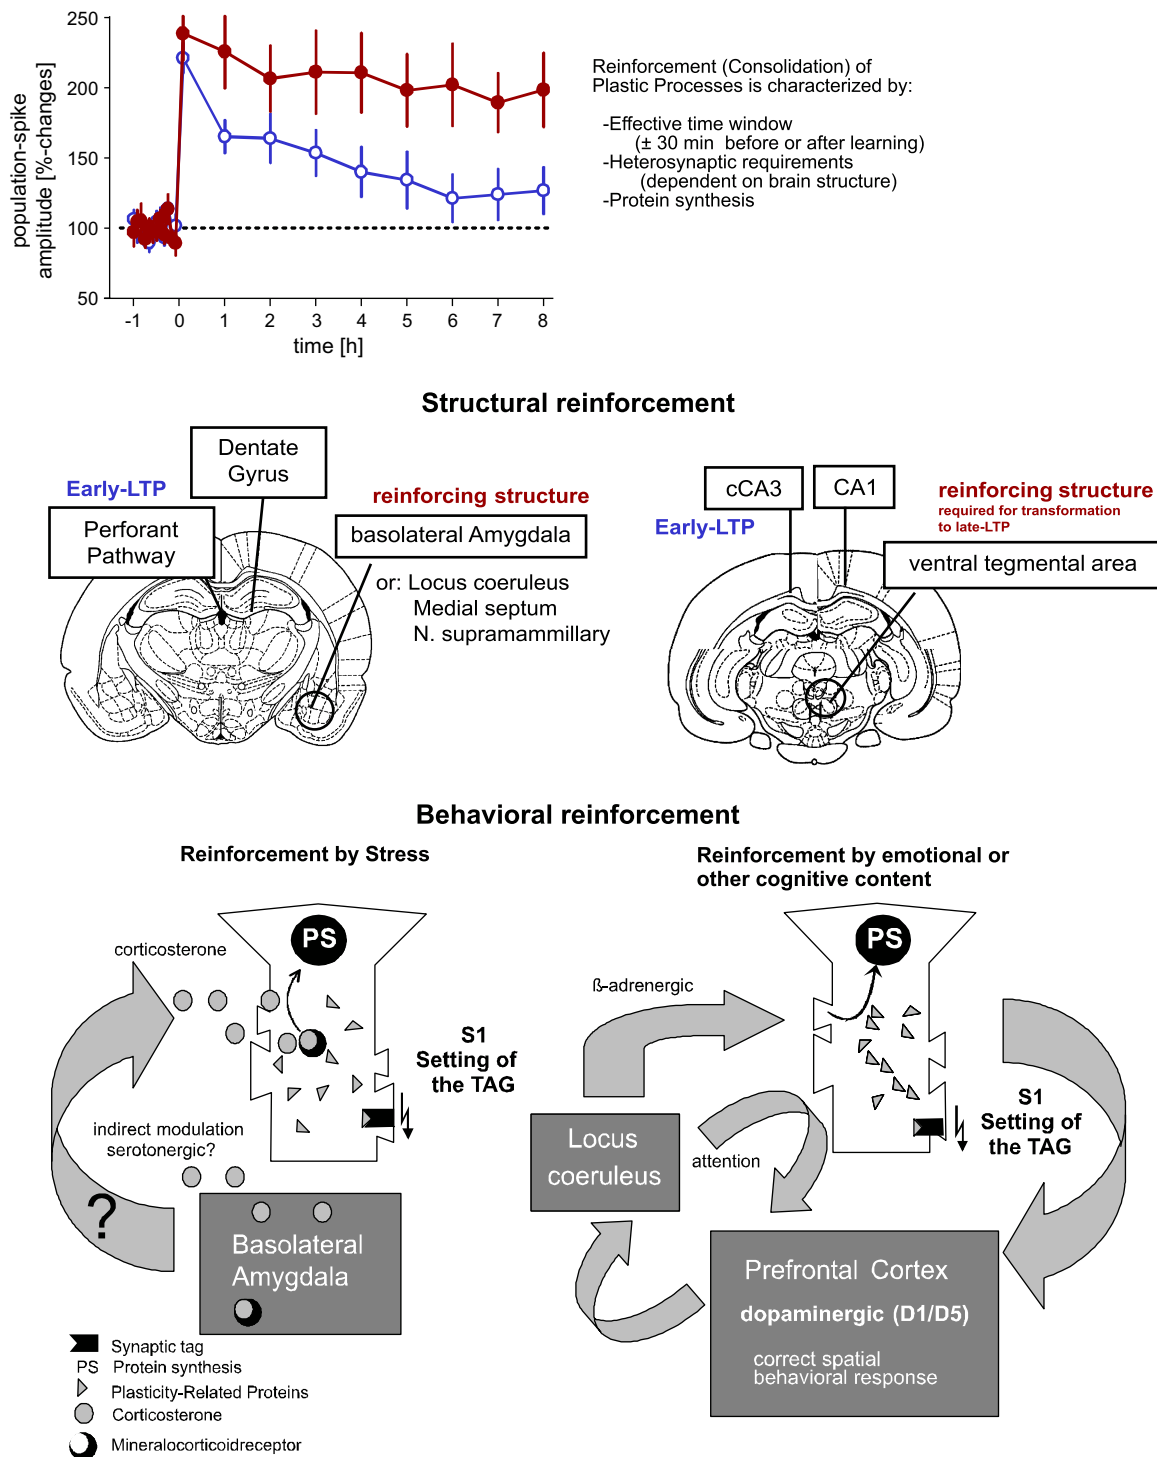 250
200
150
100
50
population-spike
amplitude [%-changes]
-1 0 1 2 3 4 5 6 7 8
time [h]
Reinforcement (Consolidation) of
Plastic Processes is characterized by:
-Effective time window
(± 30 min before or after learning)
-Heterosynaptic requirements
(dependent on brain structure)
-Protein synthesis
Structural reinforcement
Dentate
Gyrus
Early-LTP
Perforant
Pathway
reinforcing structure
basolateral Amygdala
or: Locus coeruleus
Medial septum
N. supramammillary
cCA3
CA1
Early-LTP
reinforcing structure
required for transformation
to late-LTP
ventral tegmental area
Behavioral reinforcement
Reinforcement by Stress
PS
corticosterone
S1
Setting of
the TAG
indirect modulation
serotonergic?
?
Basolateral
Amygdala
Synaptic tag
PS Protein synthesis
Plasticity-Related Proteins
Corticosterone
Mineralocorticoidreceptor
Reinforcement by emotional or
other cognitive content
PS
ß-adrenergic
S1
Setting of
the TAG
Locus
coeruleus
attention
Prefrontal Cortex
dopaminergic (D1/D5)
correct spatial
behavioral response